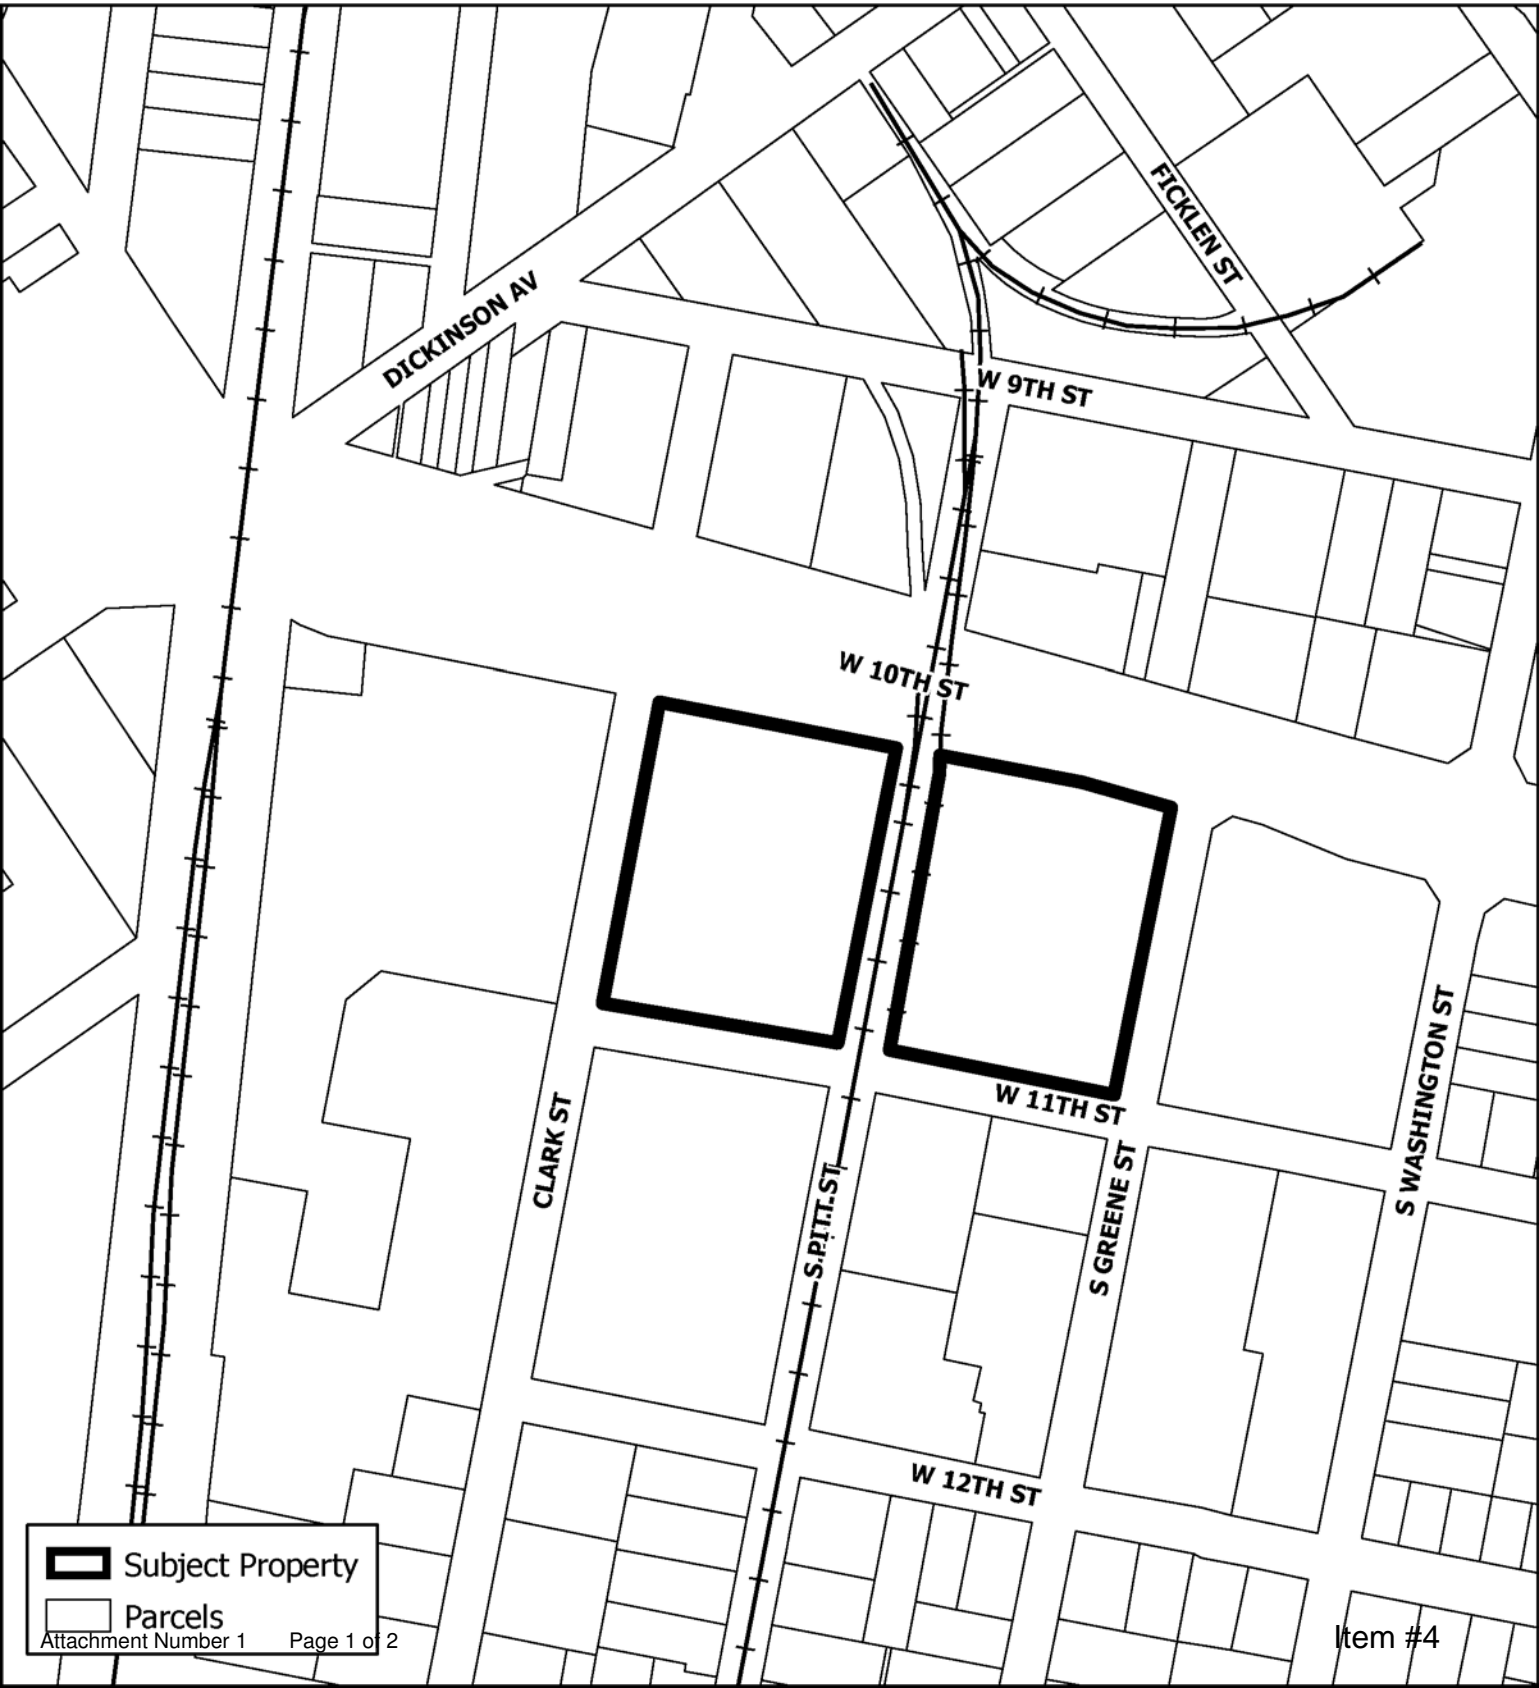 FICKLEN ST
DICKINSON AV
W 9TH ST
W 10TH ST
W 11TH ST
CLARK ST
S PITT ST
S GREENE ST
S WASHINGTON ST
W 12TH ST
Subject Property
Parcels
Attachment Number 1 Page 1 of 2
Item #4